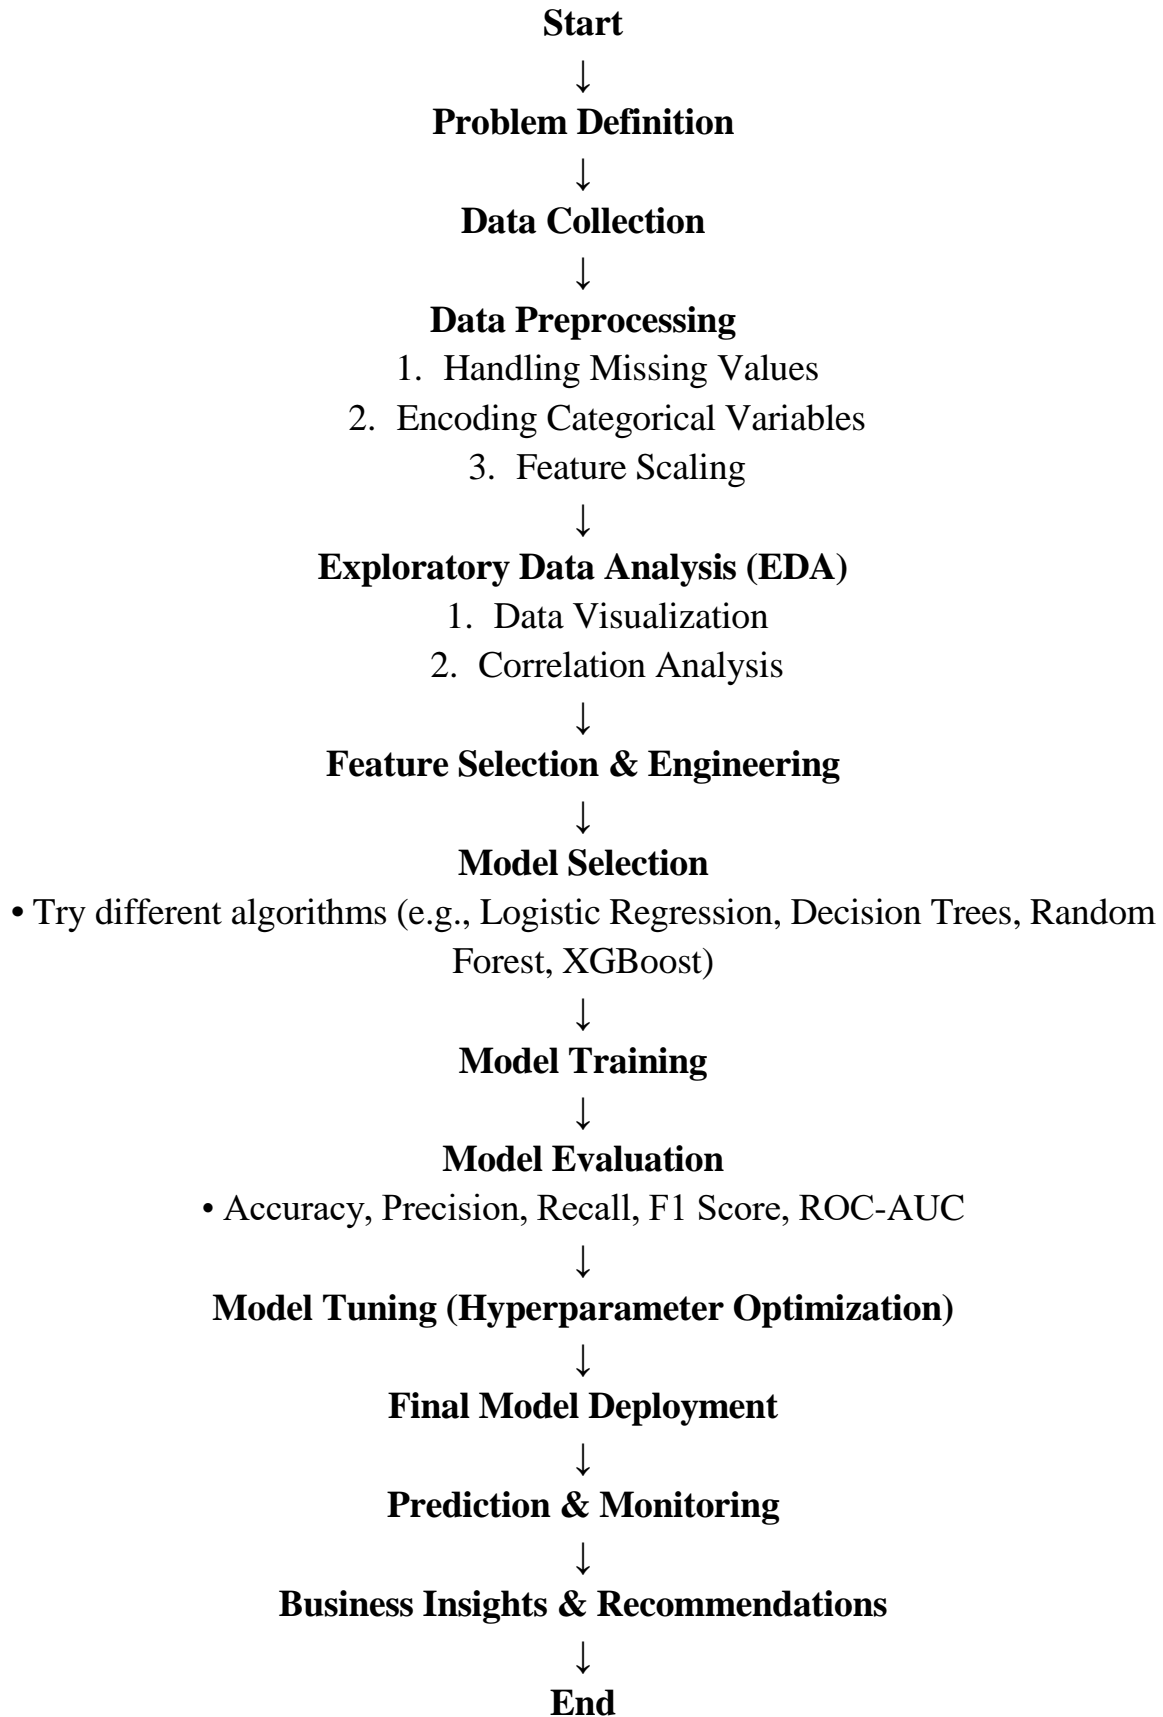 Start
↓
Problem Definition
↓
Data Collection
↓
Data Preprocessing
1. Handling Missing Values
2. Encoding Categorical Variables
3. Feature Scaling
↓
Exploratory Data Analysis (EDA)
1. Data Visualization
2. Correlation Analysis
↓
Feature Selection & Engineering
↓
Model Selection
• Try different algorithms (e.g., Logistic Regression, Decision Trees, Random
Forest, XGBoost)
↓
Model Training
↓
Model Evaluation
• Accuracy, Precision, Recall, F1 Score, ROC-AUC
↓
Model Tuning (Hyperparameter Optimization)
↓
Final Model Deployment
↓
Prediction & Monitoring
↓
Business Insights & Recommendations
↓
End